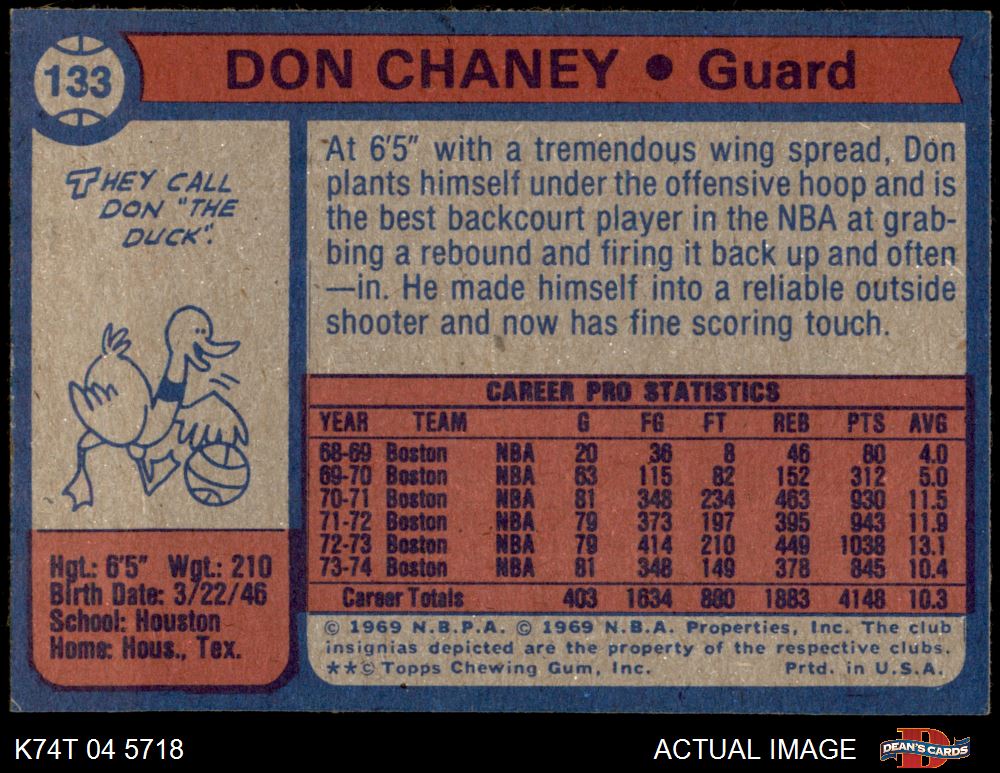 133
DON CHANEY • Guard
THEY CALL
DON "THE
DUCK".
At 6'5" with a tremendous wing spread, Don
plants himself under the offensive hoop and is
the best backcourt player in the NBA at grab-
bing a rebound and firing it back up and often
—in. He made himself into a reliable outside
shooter and now has fine scoring touch.
CAREER PRO STATISTICS
YEAR TEAM G FG FT REB PTS AVG
68-69 Boston NBA 20 36 8 46 80 4.0
69-70 Boston NBA 63 115 82 152 312 5.0
70-71 Boston NBA 81 348 234 463 930 11.5
71-72 Boston NBA 79 373 197 395 943 11.9
72-73 Boston NBA 79 414 210 449 1038 13.1
73-74 Boston NBA 81 348 149 378 845 10.4
Career Totals 403 1634 880 1883 4148 10.3
Hgt.: 6'5" Wgt.: 210
Birth Date: 3/22/46
School: Houston
Home: Hous., Tex.
© 1969 N.B.P.A. © 1969 N.B.A. Properties, Inc. The club
insignias depicted are the property of the respective clubs.
**© Topps Chewing Gum, Inc. Prtd. in U.S.A.
K74T 04 5718
ACTUAL IMAGE
DEAN'S CARDS